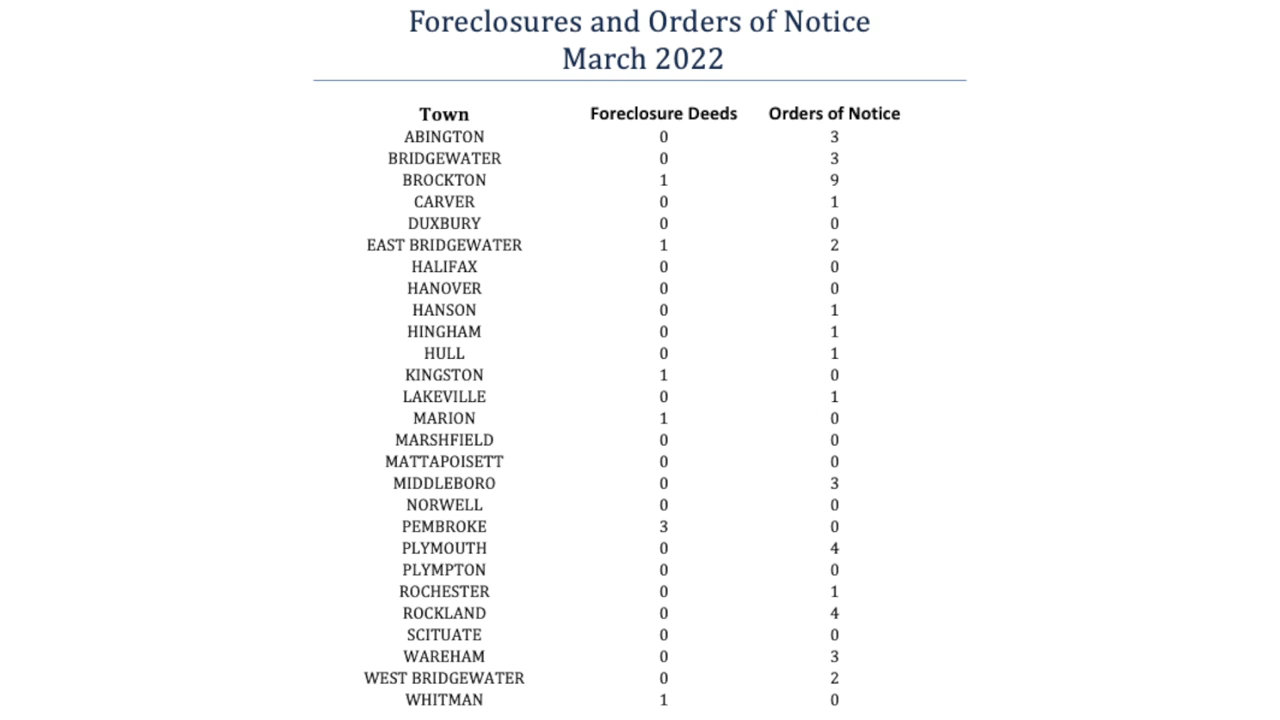 Foreclosures and Orders of Notice
March 2022
Town Foreclosure Deeds Orders of Notice
ABINGTON 0 3
BRIDGEWATER 0 3
BROCKTON 1 9
CARVER 0 1
DUXBURY 0 0
EAST BRIDGEWATER 1 2
HALIFAX 0 0
HANOVER 0 0
HANSON 0 1
HINGHAM 0 1
HULL 0 1
KINGSTON 1 0
LAKEVILLE 0 1
MARION 1 0
MARSHFIELD 0 0
MATTAPOISETT 0 0
MIDDLEBORO 0 3
NORWELL 0 0
PEMBROKE 3 0
PLYMOUTH 0 4
PLYMPTON 0 0
ROCHESTER 0 1
ROCKLAND 0 4
SCITUATE 0 0
WAREHAM 0 3
WEST BRIDGEWATER 0 2
WHITMAN 1 0